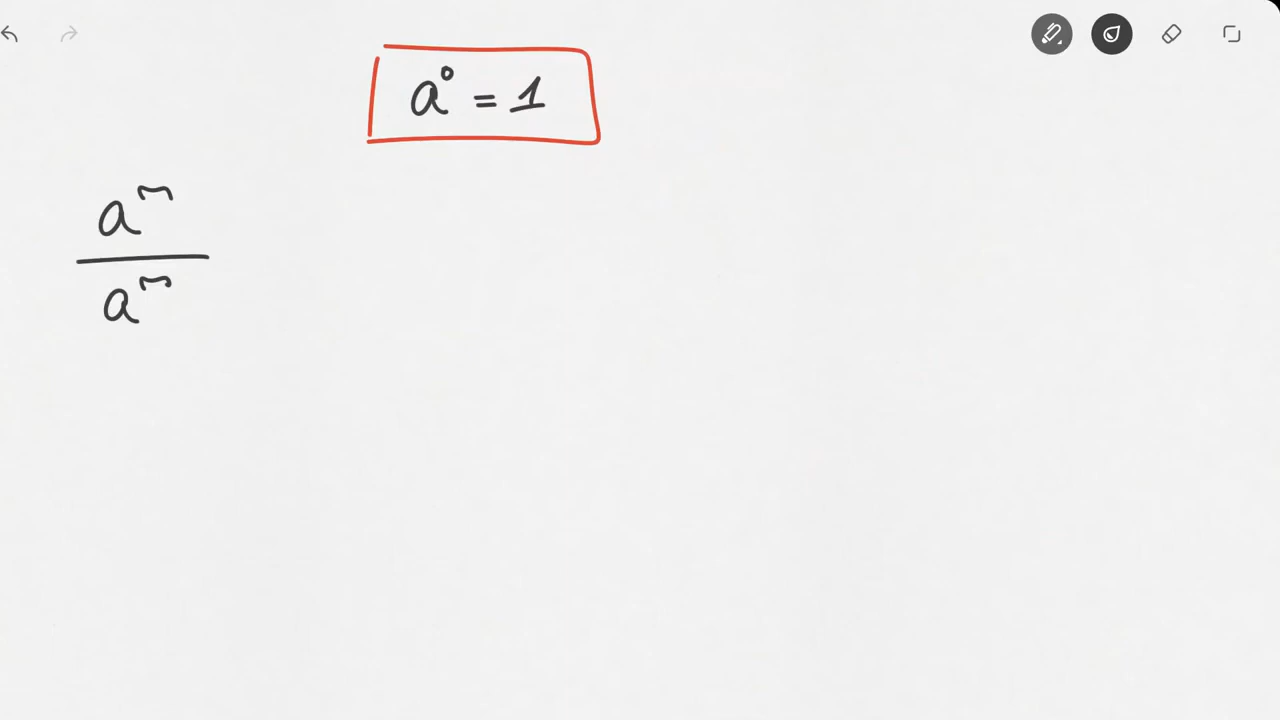 a⁰ = 1
aᵐ
aᵐ